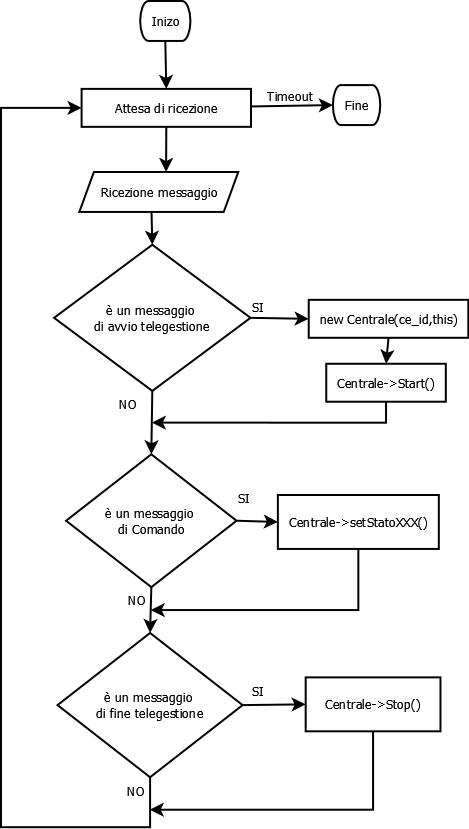 Inizo
Attesa di ricezione
Timeout
Fine
Ricezione messaggio
è un messaggio
di avvio telegestione
SI
new Centrale(ce_id,this)
Centrale->Start()
NO
è un messaggio
di Comando
SI
Centrale->setStatoXXX()
NO
è un messaggio
di fine telegestione
SI
Centrale->Stop()
NO